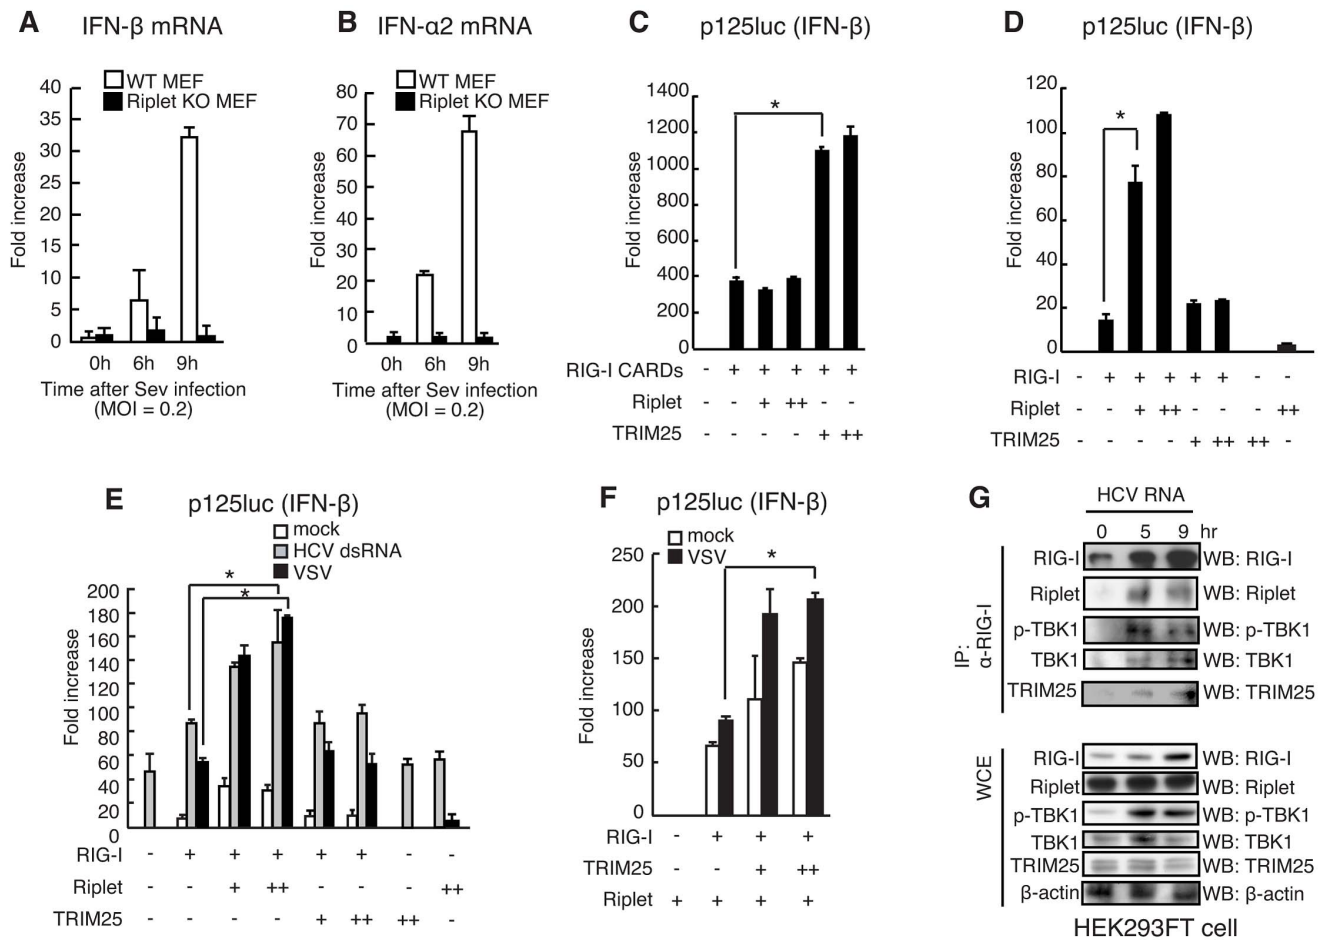 A IFN-β mRNA
WT MEF
Riplet KO MEF
Fold increase
40
35
30
25
20
15
10
5
0
0h 6h 9h
Time after Sev infection
(MOI = 0.2)
B IFN-α2 mRNA
WT MEF
Riplet KO MEF
Fold increase
80
70
60
50
40
30
20
10
0
0h 6h 9h
Time after Sev infection
(MOI = 0.2)
C p125luc (IFN-β)
Fold increase
1400
1200
1000
800
600
400
200
0
*
RIG-I CARDs - + + + + +
Riplet - - + ++ - -
TRIM25 - - - - + ++
D p125luc (IFN-β)
Fold increase
120
100
80
60
40
20
0
*
RIG-I - + + + + + - -
Riplet - - + ++ - - - ++
TRIM25 - - - - + ++ ++ -
E p125luc (IFN-β)
mock
HCV dsRNA
VSV
Fold increase
200
180
160
140
120
100
80
60
40
20
0
*
*
RIG-I - + + + + + - -
Riplet - - + ++ - - - ++
TRIM25 - - - - + ++ ++ -
F p125luc (IFN-β)
mock
VSV
Fold increase
250
200
150
100
50
0
*
RIG-I - + + +
TRIM25 - - + ++
Riplet + + + +
G HCV RNA
0 5 9 hr
IP:
α-RIG-I
RIG-I WB: RIG-I
Riplet WB: Riplet
p-TBK1 WB: p-TBK1
TBK1 WB: TBK1
TRIM25 WB: TRIM25
WCE
RIG-I WB: RIG-I
Riplet WB: Riplet
p-TBK1 WB: p-TBK1
TBK1 WB: TBK1
TRIM25 WB: TRIM25
β-actin WB: β-actin
HEK293FT cell